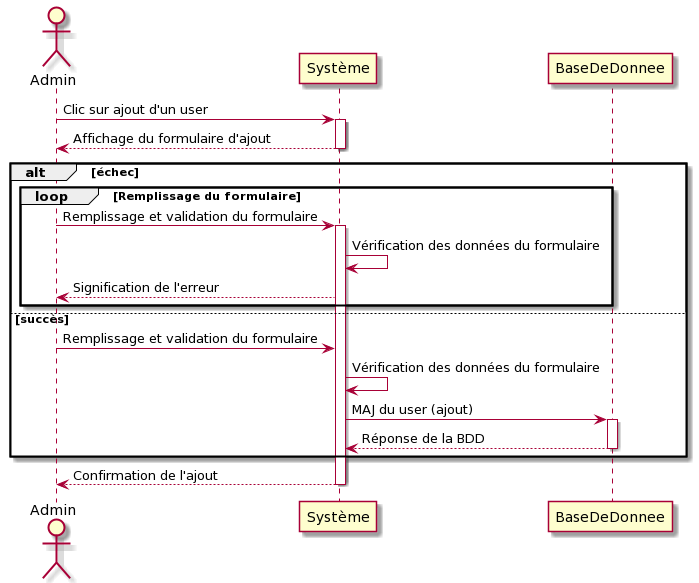 Admin
Système
BaseDeDonnee
Clic sur ajout d'un user
Affichage du formulaire d'ajout
alt [échec]
loop [Remplissage du formulaire]
Remplissage et validation du formulaire
Vérification des données du formulaire
Signification de l'erreur
[succès]
Remplissage et validation du formulaire
Vérification des données du formulaire
MAJ du user (ajout)
Réponse de la BDD
Confirmation de l'ajout
Admin
Système
BaseDeDonnee